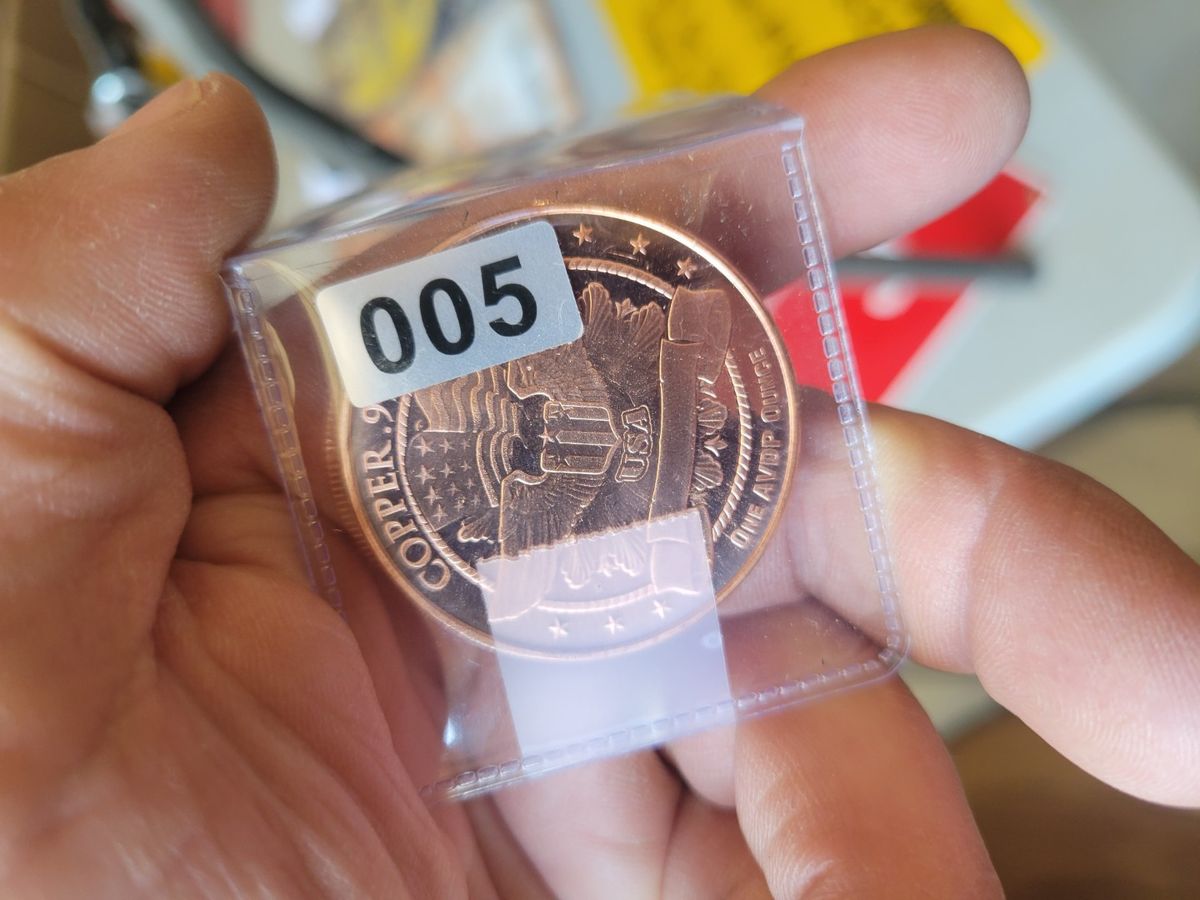 005
COPPER .9
USA
ONE AVDP OUNCE